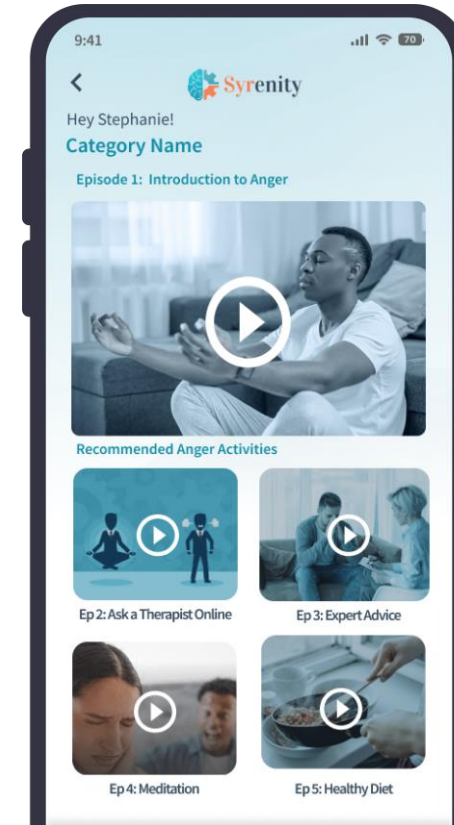 9:41
70
Syrenity
Hey Stephanie!
Category Name
Episode 1: Introduction to Anger
Recommended Anger Activities
Ep 2: Ask a Therapist Online
Ep 3: Expert Advice
Ep 4: Meditation
Ep 5: Healthy Diet